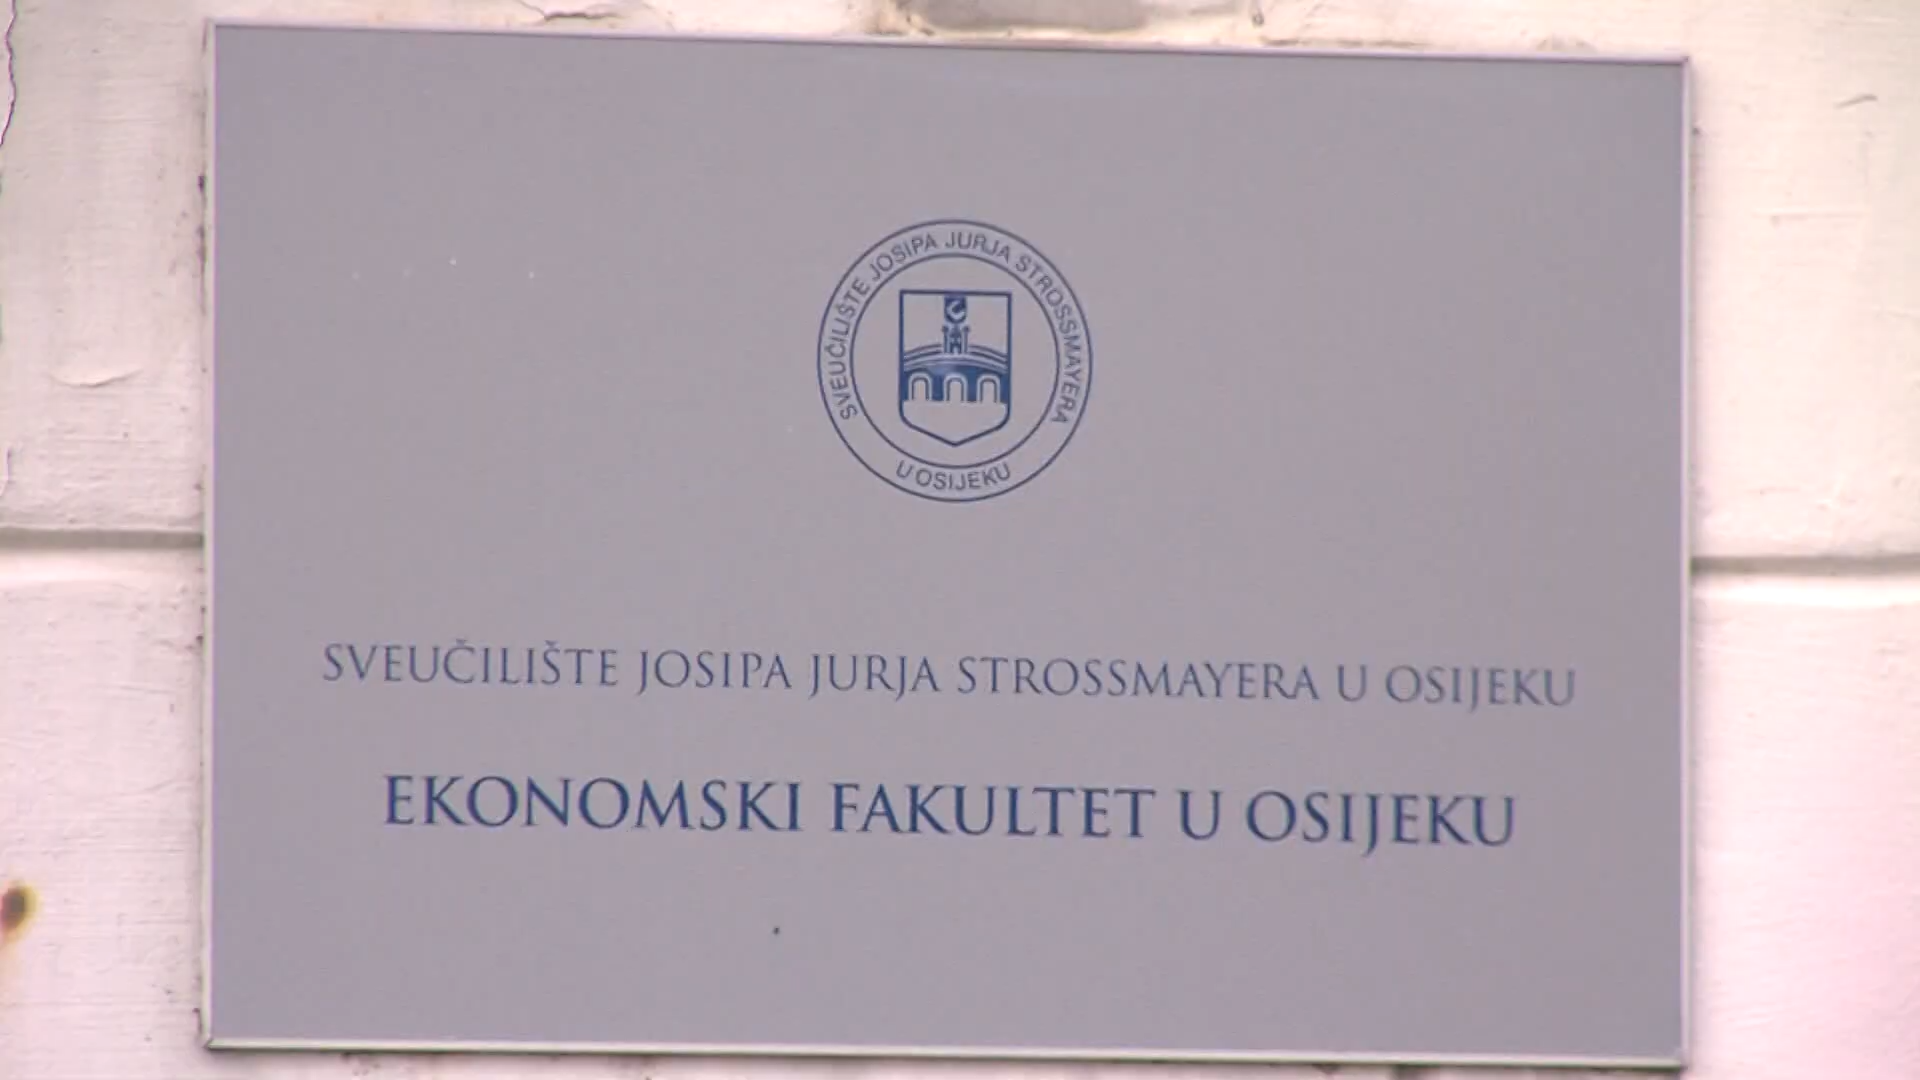 SVEUČILIŠTE JOSIPA JURJA STROSSMAYERA
U OSIJEKU
SVEUČILIŠTE JOSIPA JURJA STROSSMAYERA U OSIJEKU
EKONOMSKI FAKULTET U OSIJEKU